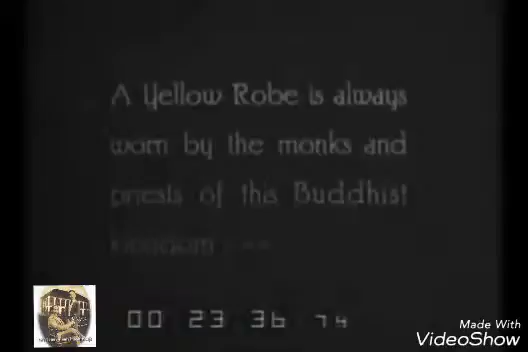 A Yellow Robe is always
worn by the monks and
priests of this Buddhist
00 23 36 74
Made With
VideoShow